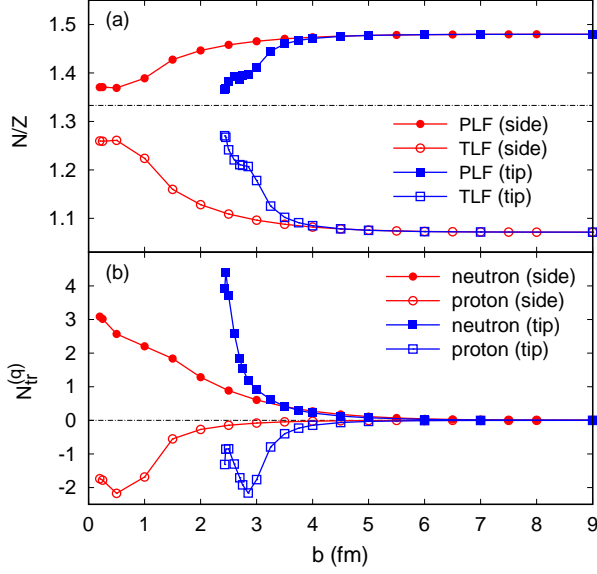 (a)
1.5
1.4
1.3
1.2
1.1
N/Z
PLF (side)
TLF (side)
PLF (tip)
TLF (tip)
(b)
4
3
2
1
0
-1
-2
N_tr^(q)
neutron (side)
proton (side)
neutron (tip)
proton (tip)
0 1 2 3 4 5 6 7 8 9
b (fm)